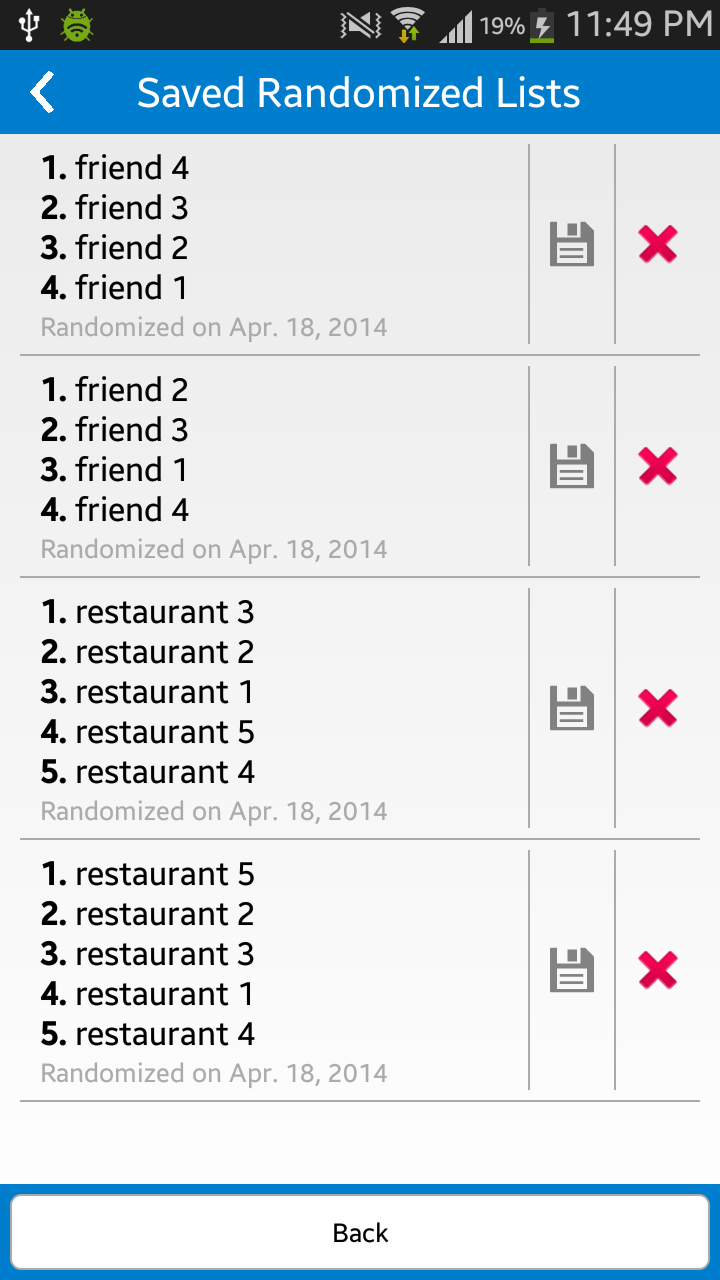 19% 11:49 PM
Saved Randomized Lists
1. friend 4
2. friend 3
3. friend 2
4. friend 1
Randomized on Apr. 18, 2014
1. friend 2
2. friend 3
3. friend 1
4. friend 4
Randomized on Apr. 18, 2014
1. restaurant 3
2. restaurant 2
3. restaurant 1
4. restaurant 5
5. restaurant 4
Randomized on Apr. 18, 2014
1. restaurant 5
2. restaurant 2
3. restaurant 3
4. restaurant 1
5. restaurant 4
Randomized on Apr. 18, 2014
Back